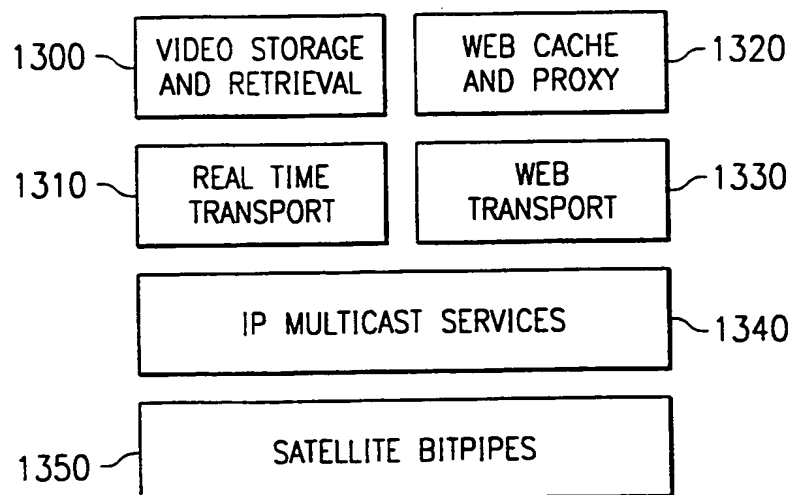 1300
VIDEO STORAGE
AND RETRIEVAL
WEB CACHE
AND PROXY
1320
1310
REAL TIME
TRANSPORT
WEB
TRANSPORT
1330
IP MULTICAST SERVICES
1340
1350
SATELLITE BITPIPES